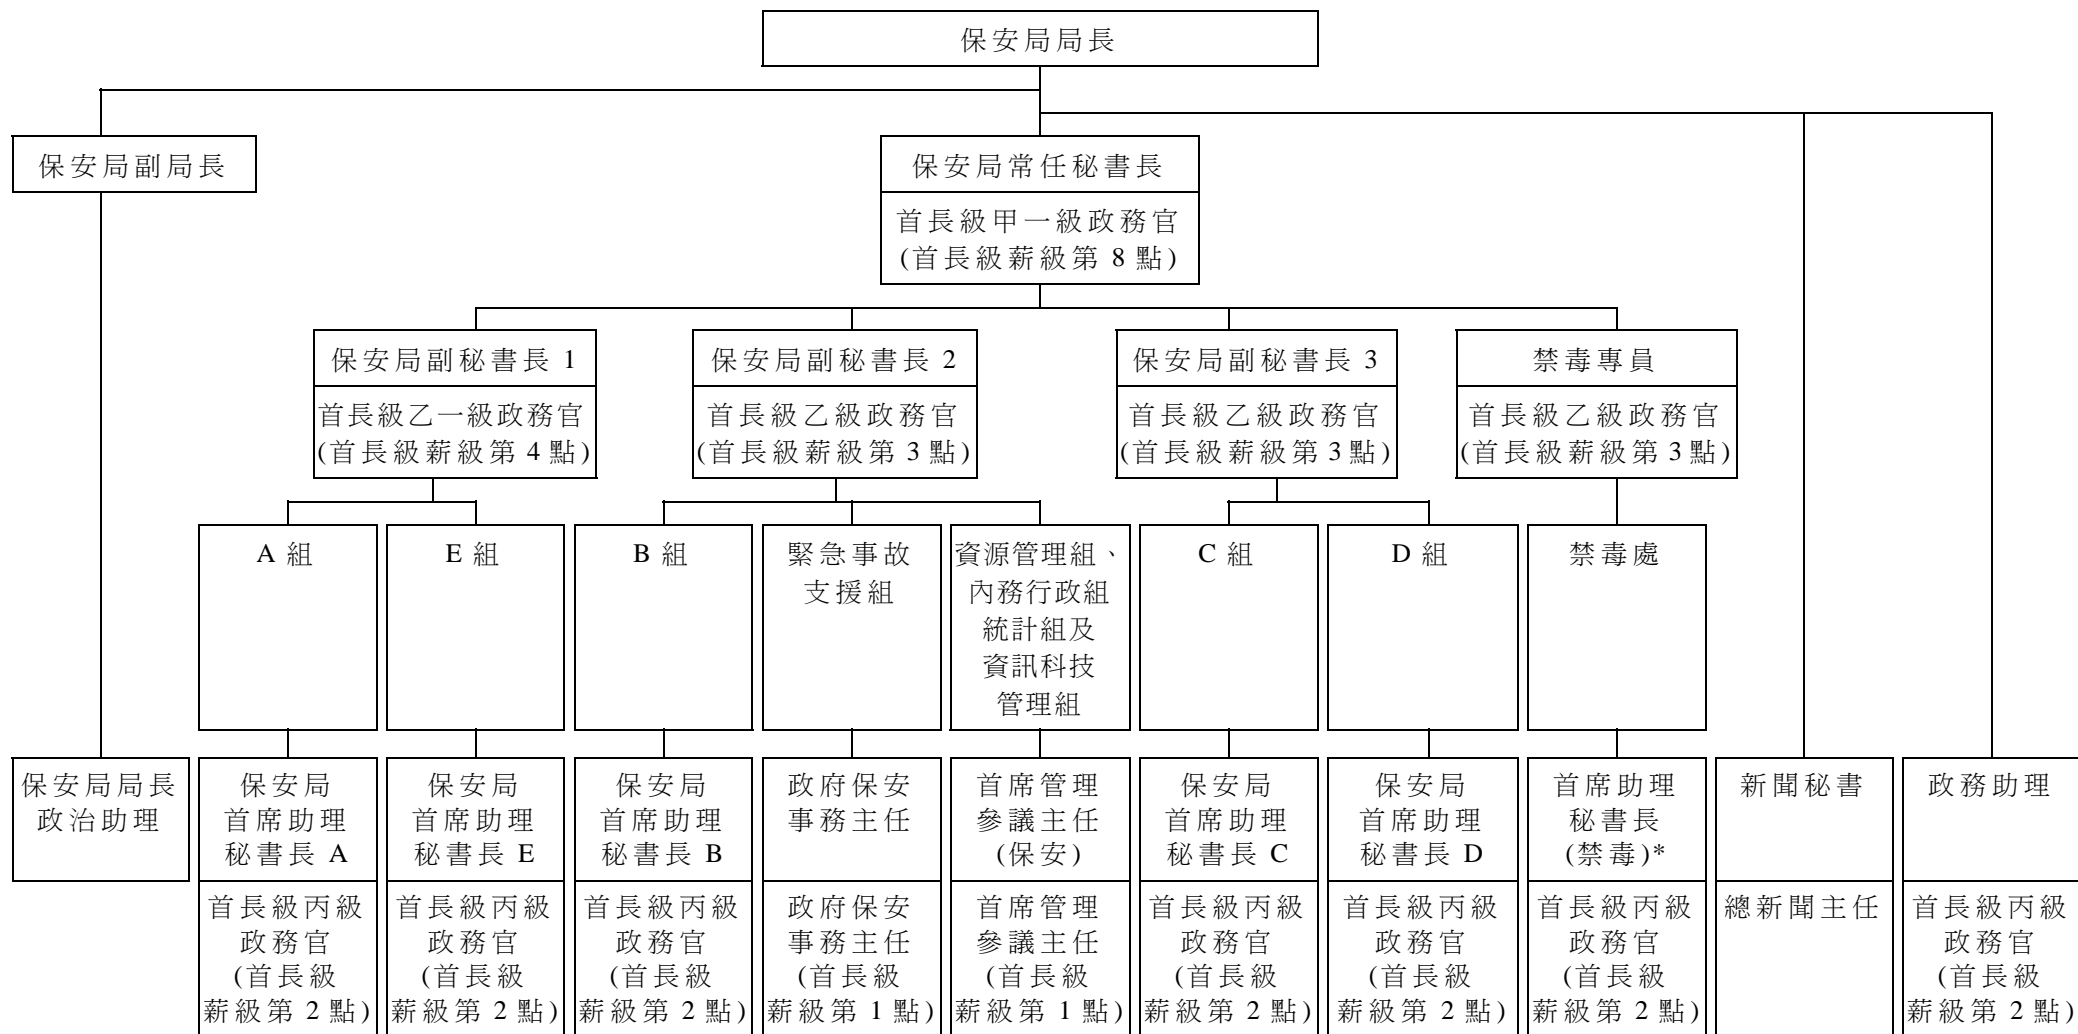 保安局局長
保安局副局長
保安局常任秘書長
首長級甲一級政務官
(首長級薪級第 8 點)
保安局副秘書長 1
首長級乙一級政務官
(首長級薪級第 4 點)
保安局副秘書長 2
首長級乙級政務官
(首長級薪級第 3 點)
保安局副秘書長 3
首長級乙級政務官
(首長級薪級第 3 點)
禁毒專員
首長級乙級政務官
(首長級薪級第 3 點)
A 組
E 組
B 組
緊急事故
支援組
資源管理組、
內務行政組
統計組及
資訊科技
管理組
C 組
D 組
禁毒處
保安局局長
政治助理
保安局
首席助理
秘書長 A
首長級丙級
政務官
(首長級
薪級第 2 點)
保安局
首席助理
秘書長 E
首長級丙級
政務官
(首長級
薪級第 2 點)
保安局
首席助理
秘書長 B
首長級丙級
政務官
(首長級
薪級第 2 點)
政府保安
事務主任
政府保安
事務主任
(首長級
薪級第 1 點)
首席管理
參議主任
(保安)
首席管理
參議主任
(首長級
薪級第 1 點)
保安局
首席助理
秘書長 C
首長級丙級
政務官
(首長級
薪級第 2 點)
保安局
首席助理
秘書長 D
首長級丙級
政務官
(首長級
薪級第 2 點)
首席助理
秘書長
(禁毒)*
首長級丙級
政務官
(首長級
薪級第 2 點)
新聞秘書
總新聞主任
政務助理
首長級丙級
政務官
(首長級
薪級第 2 點)